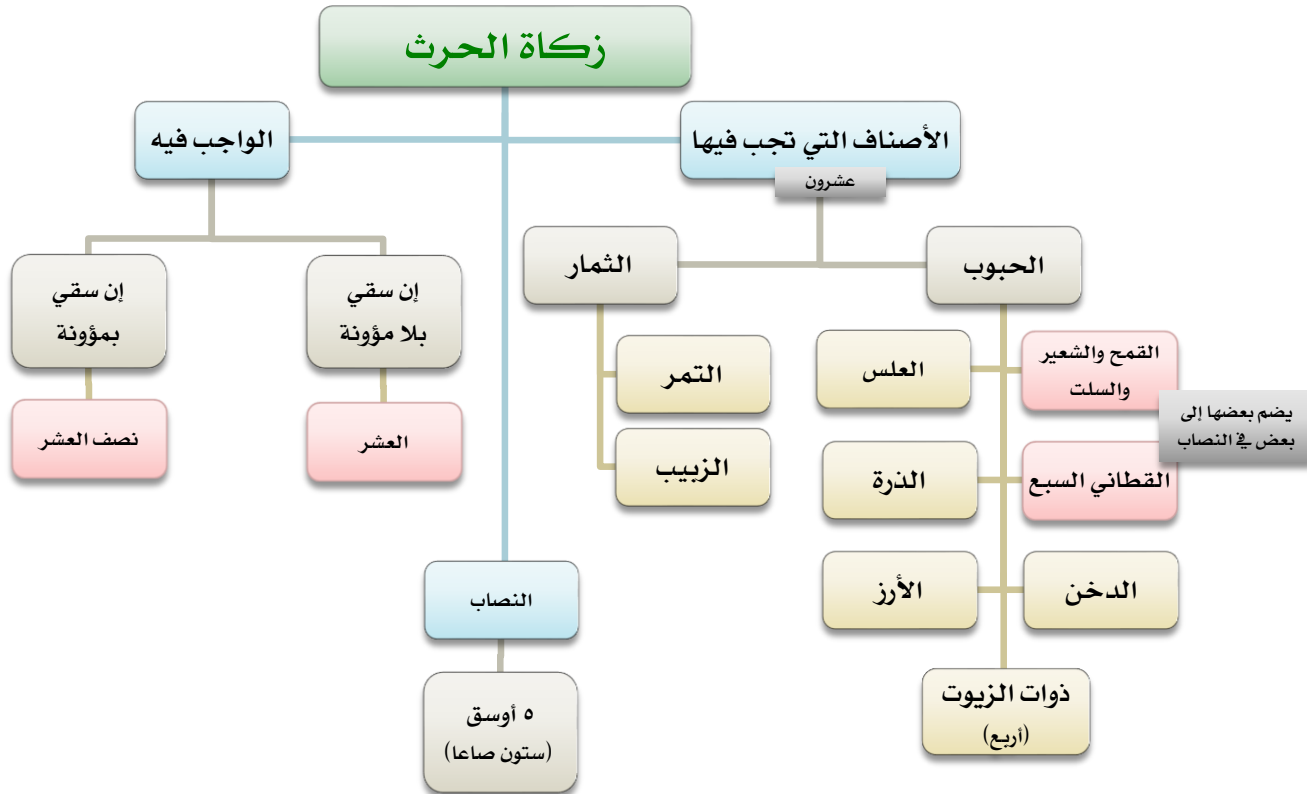 زكاة الحرث
الأصناف التي تجب فيها
عشرون
الحبوب
القمح والشعير
والسلت
العلس
يضم بعضها إلى
بعض في النصاب
القطاني السبع
الذرة
الدخن
الأرز
ذوات الزيوت
(أربع)
الثمار
التمر
الزبيب
النصاب
٥ أوسق
(ستون صاعا)
الواجب فيه
إن سقي
بلا مؤونة
العشر
إن سقي
بمؤونة
نصف العشر